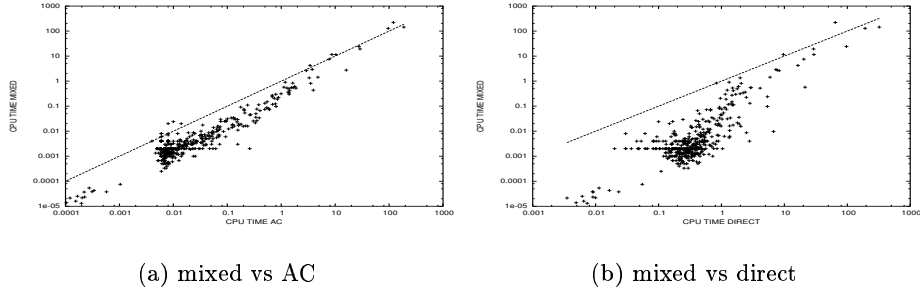 1000
100
10
1
0.1
0.01
0.001
0.0001
1e-05
CPU TIME MIXED
0.0001 0.001 0.01 0.1 1 10 100 1000
CPU TIME AC
(a) mixed vs AC
1000
100
10
1
0.1
0.01
0.001
0.0001
1e-05
CPU TIME MIXED
0.001 0.01 0.1 1 10 100 1000
CPU TIME DIRECT
(b) mixed vs direct